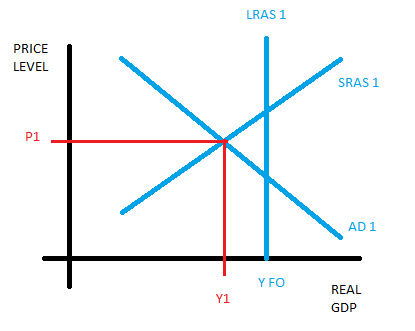 LRAS 1
PRICE
LEVEL
SRAS 1
P1
AD 1
Y FO
Y1
REAL
GDP